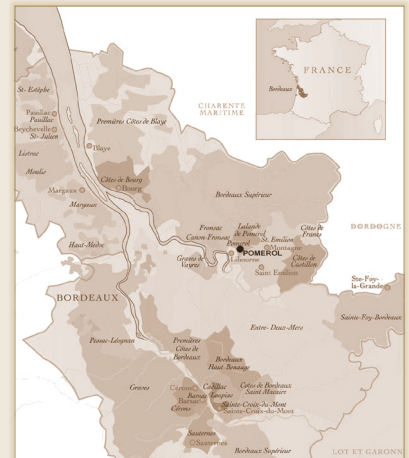 FRANCE
Bordeaux
CHARENTE
MARITIME
St- Estèphe
Pauillac
Pauillac
Beychevelle
St- Julien
Listrac
Moulis
Margaux
Margaux
Haut-Médoc
Premières Côtes de Blaye
Blaye
Côtes de Bourg
Bourg
Bordeaux Supérieur
Fronsac
Canon-Fronsac
Lalande
de Pomerol
Pomerol
POMEROL
St. Emilion
Montagne
Côtes de
Francs
Libourne
Saint Emilion
Côtes de
Castillon
Graves de
Vayres
DORDOGNE
Ste-Foy-
la-Grande
Sainte-Foy-Bordeaux
BORDEAUX
Entre-Deux-Mers
Pessac-Léognan
Premières
Côtes de
Bordeaux
Bordeaux
Haut-Benauge
Graves
Cérons
Cadillac
Barsac
Loupiac
Barsac
Cérons
Cotes de Bordeaux
Saint Macaire
Sainte-Croix-du-Mont
Sainte-Croix-du-Mont
Sauternes
Sauternes
Bordeaux Supérieur
LOT ET GARONN